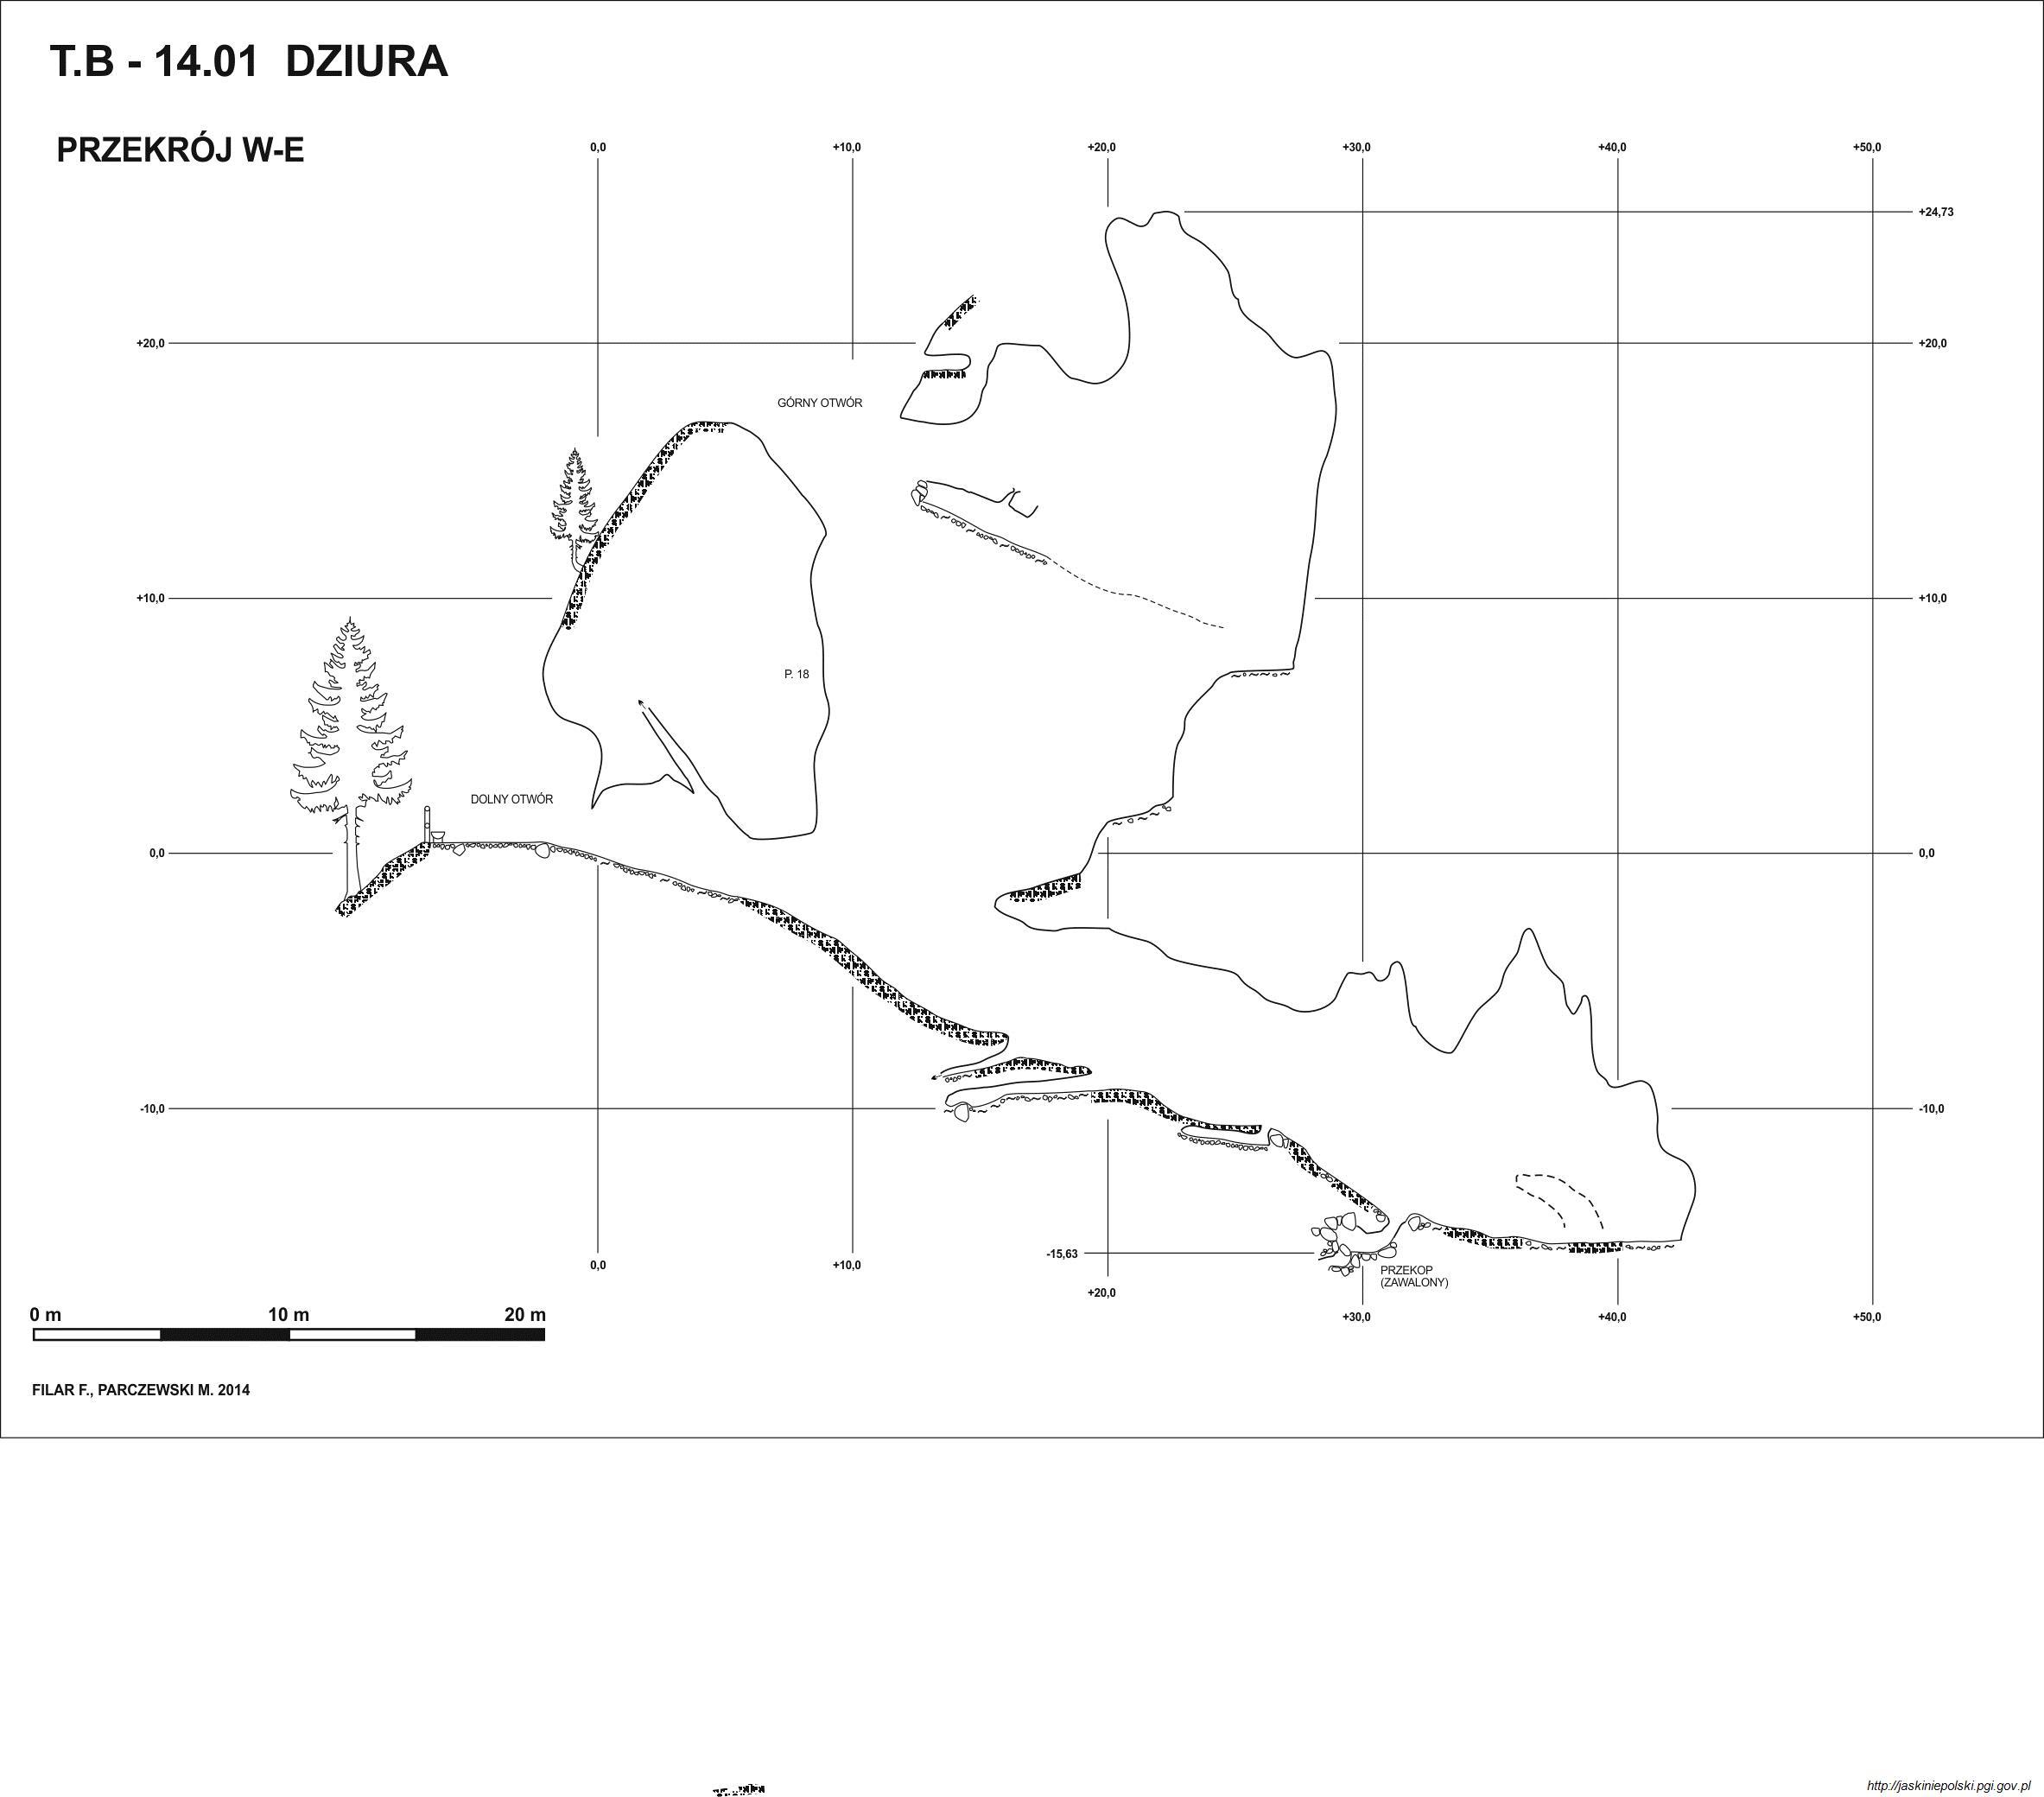 T.B - 14.01 DZIURA
PRZEKRÓJ W-E
0,0 +10,0 +20,0 +30,0 +40,0 +50,0
+24,73
+20,0 +20,0
GÓRNY OTWÓR
+10,0 +10,0
P. 18
DOLNY OTWÓR
0,0 0,0
-10,0 -10,0
-15,63
0,0 +10,0
PRZEKOP
(ZAWALONY)
+20,0
+30,0 +40,0 +50,0
0 m 10 m 20 m
FILAR F., PARCZEWSKI M. 2014
http://jaskiniepolski.pgi.gov.pl